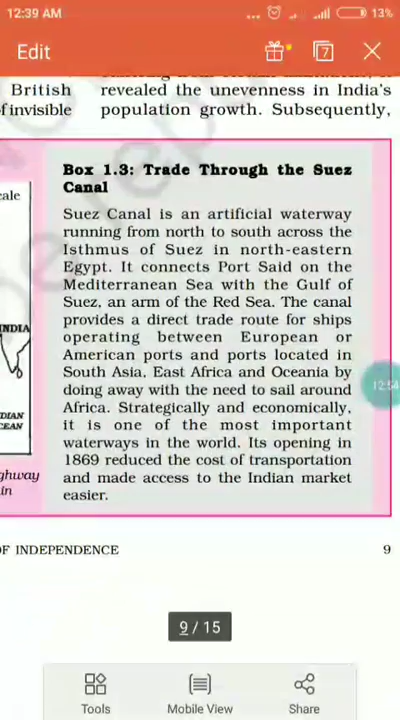 12:39 AM
13%
Edit
7
British
revealed the unevenness in India's
f invisible
population growth. Subsequently,
Box 1.3: Trade Through the Suez
Canal
Suez Canal is an artificial waterway
running from north to south across the
Isthmus of Suez in north-eastern
Egypt. It connects Port Said on the
Mediterranean Sea with the Gulf of
Suez, an arm of the Red Sea. The canal
provides a direct trade route for ships
operating between European or
American ports and ports located in
South Asia, East Africa and Oceania by
doing away with the need to sail around
Africa. Strategically and economically,
it is one of the most important
waterways in the world. Its opening in
1869 reduced the cost of transportation
and made access to the Indian market
easier.
cale
INDIA
DIAN
CEAN
ghway
in
12:54
OF INDEPENDENCE
9
9 / 15
Tools
Mobile View
Share